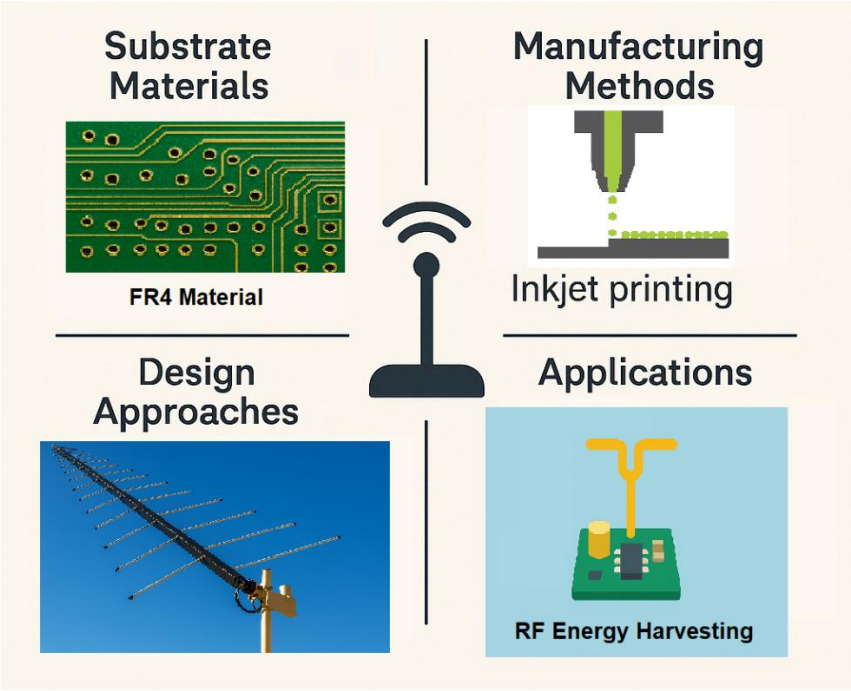 Substrate
Materials
FR4 Material
Manufacturing
Methods
Inkjet printing
Design
Approaches
Applications
RF Energy Harvesting